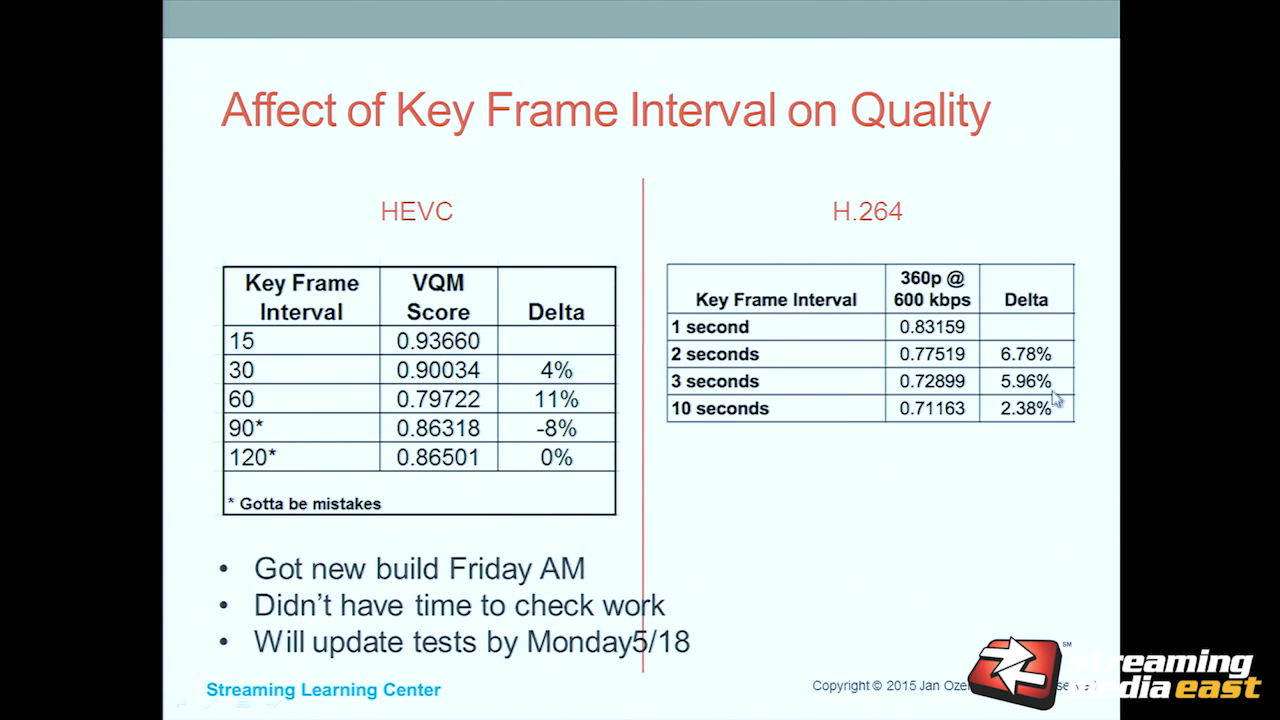 Affect of Key Frame Interval on Quality
HEVC
Key Frame Interval VQM Score Delta
15 0.93660
30 0.90034 4%
60 0.79722 11%
90* 0.86318 -8%
120* 0.86501 0%
* Gotta be mistakes
H.264
Key Frame Interval 360p @ 600 kbps Delta
1 second 0.83159
2 seconds 0.77519 6.78%
3 seconds 0.72899 5.96%
10 seconds 0.71163 2.38%
• Got new build Friday AM
• Didn't have time to check work
• Will update tests by Monday5/18
Streaming Learning Center
Copyright © 2015 Jan
streaming
media east
SM